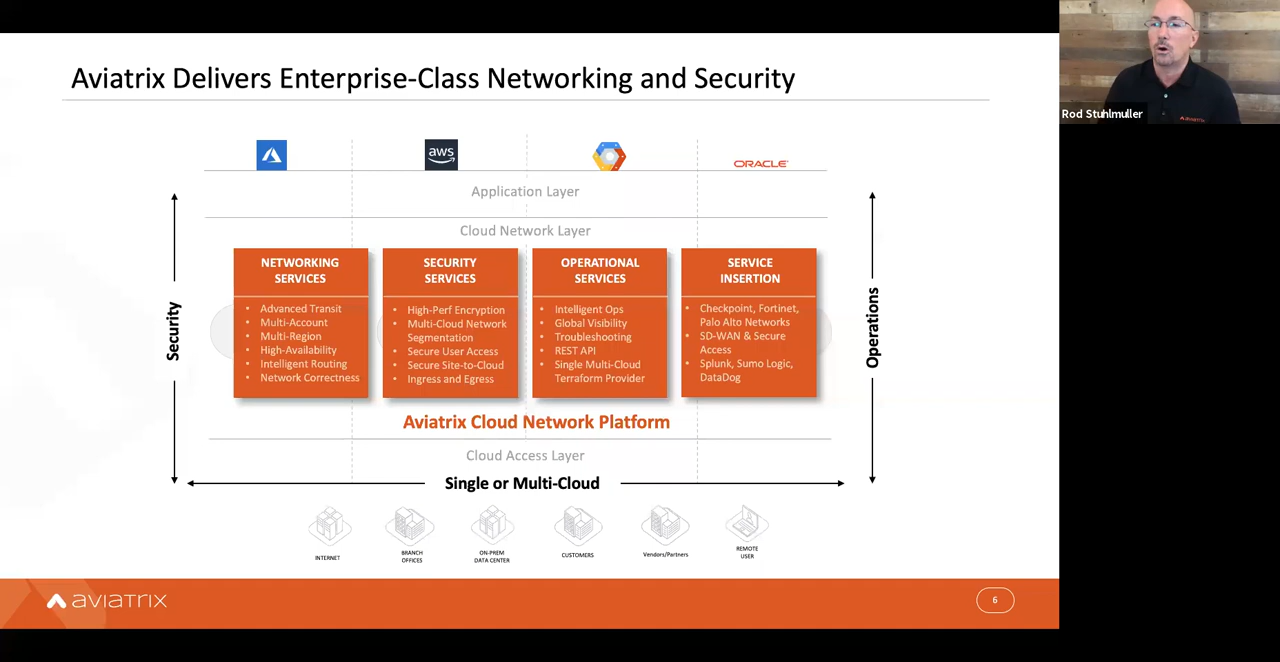 Aviatrix Delivers Enterprise-Class Networking and Security
Rod Stuhlmuller
aviatrix
aws
ORACLE
Application Layer
Cloud Network Layer
NETWORKING
SERVICES
• Advanced Transit
• Multi-Account
• Multi-Region
• High-Availability
• Intelligent Routing
• Network Correctness
SECURITY
SERVICES
• High-Perf Encryption
• Multi-Cloud Network
Segmentation
• Secure User Access
• Secure Site-to-Cloud
• Ingress and Egress
OPERATIONAL
SERVICES
• Intelligent Ops
• Global Visibility
• Troubleshooting
• REST API
• Single Multi-Cloud
Terraform Provider
SERVICE
INSERTION
• Checkpoint, Fortinet,
Palo Alto Networks
• SD-WAN & Secure
Access
• Splunk, Sumo Logic,
DataDog
Security
Operations
Aviatrix Cloud Network Platform
Cloud Access Layer
Single or Multi-Cloud
INTERNET
BRANCH
OFFICES
ON-PREM
DATA CENTER
CUSTOMERS
Vendors/Partners
REMOTE
USER
aviatrix
6